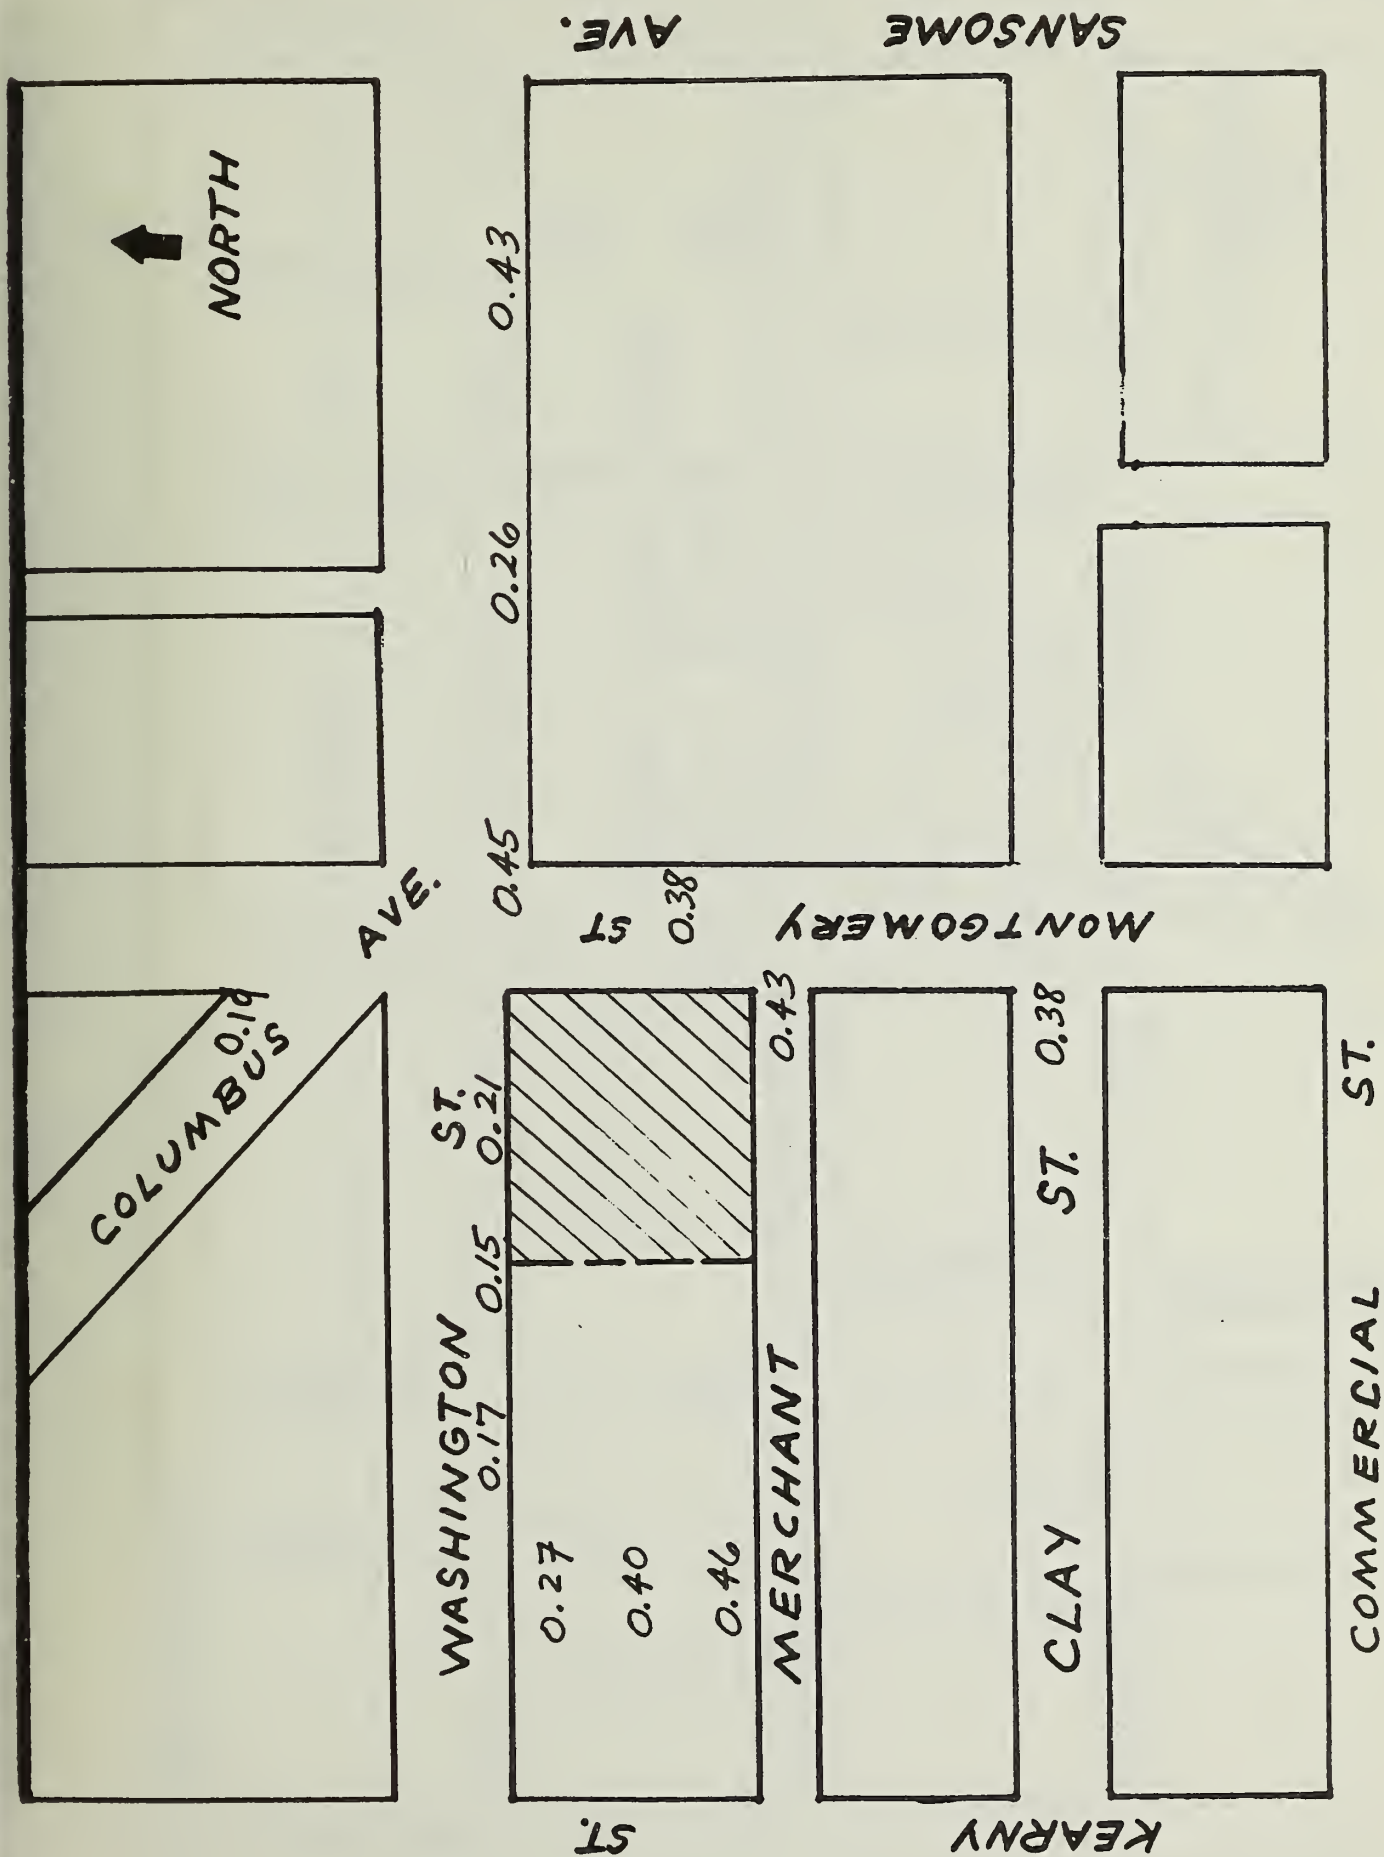 SANSOME AVE.
NORTH
0.43
0.26
0.45
COLUMBUS AVE.
0.19
WASHINGTON ST.
0.17
0.15
0.21
MONTGOMERY ST
0.38
0.27
0.40
0.46
MERCHANT
0.43
CLAY ST.
0.38
KEARNY ST.
COMMERCIAL ST.